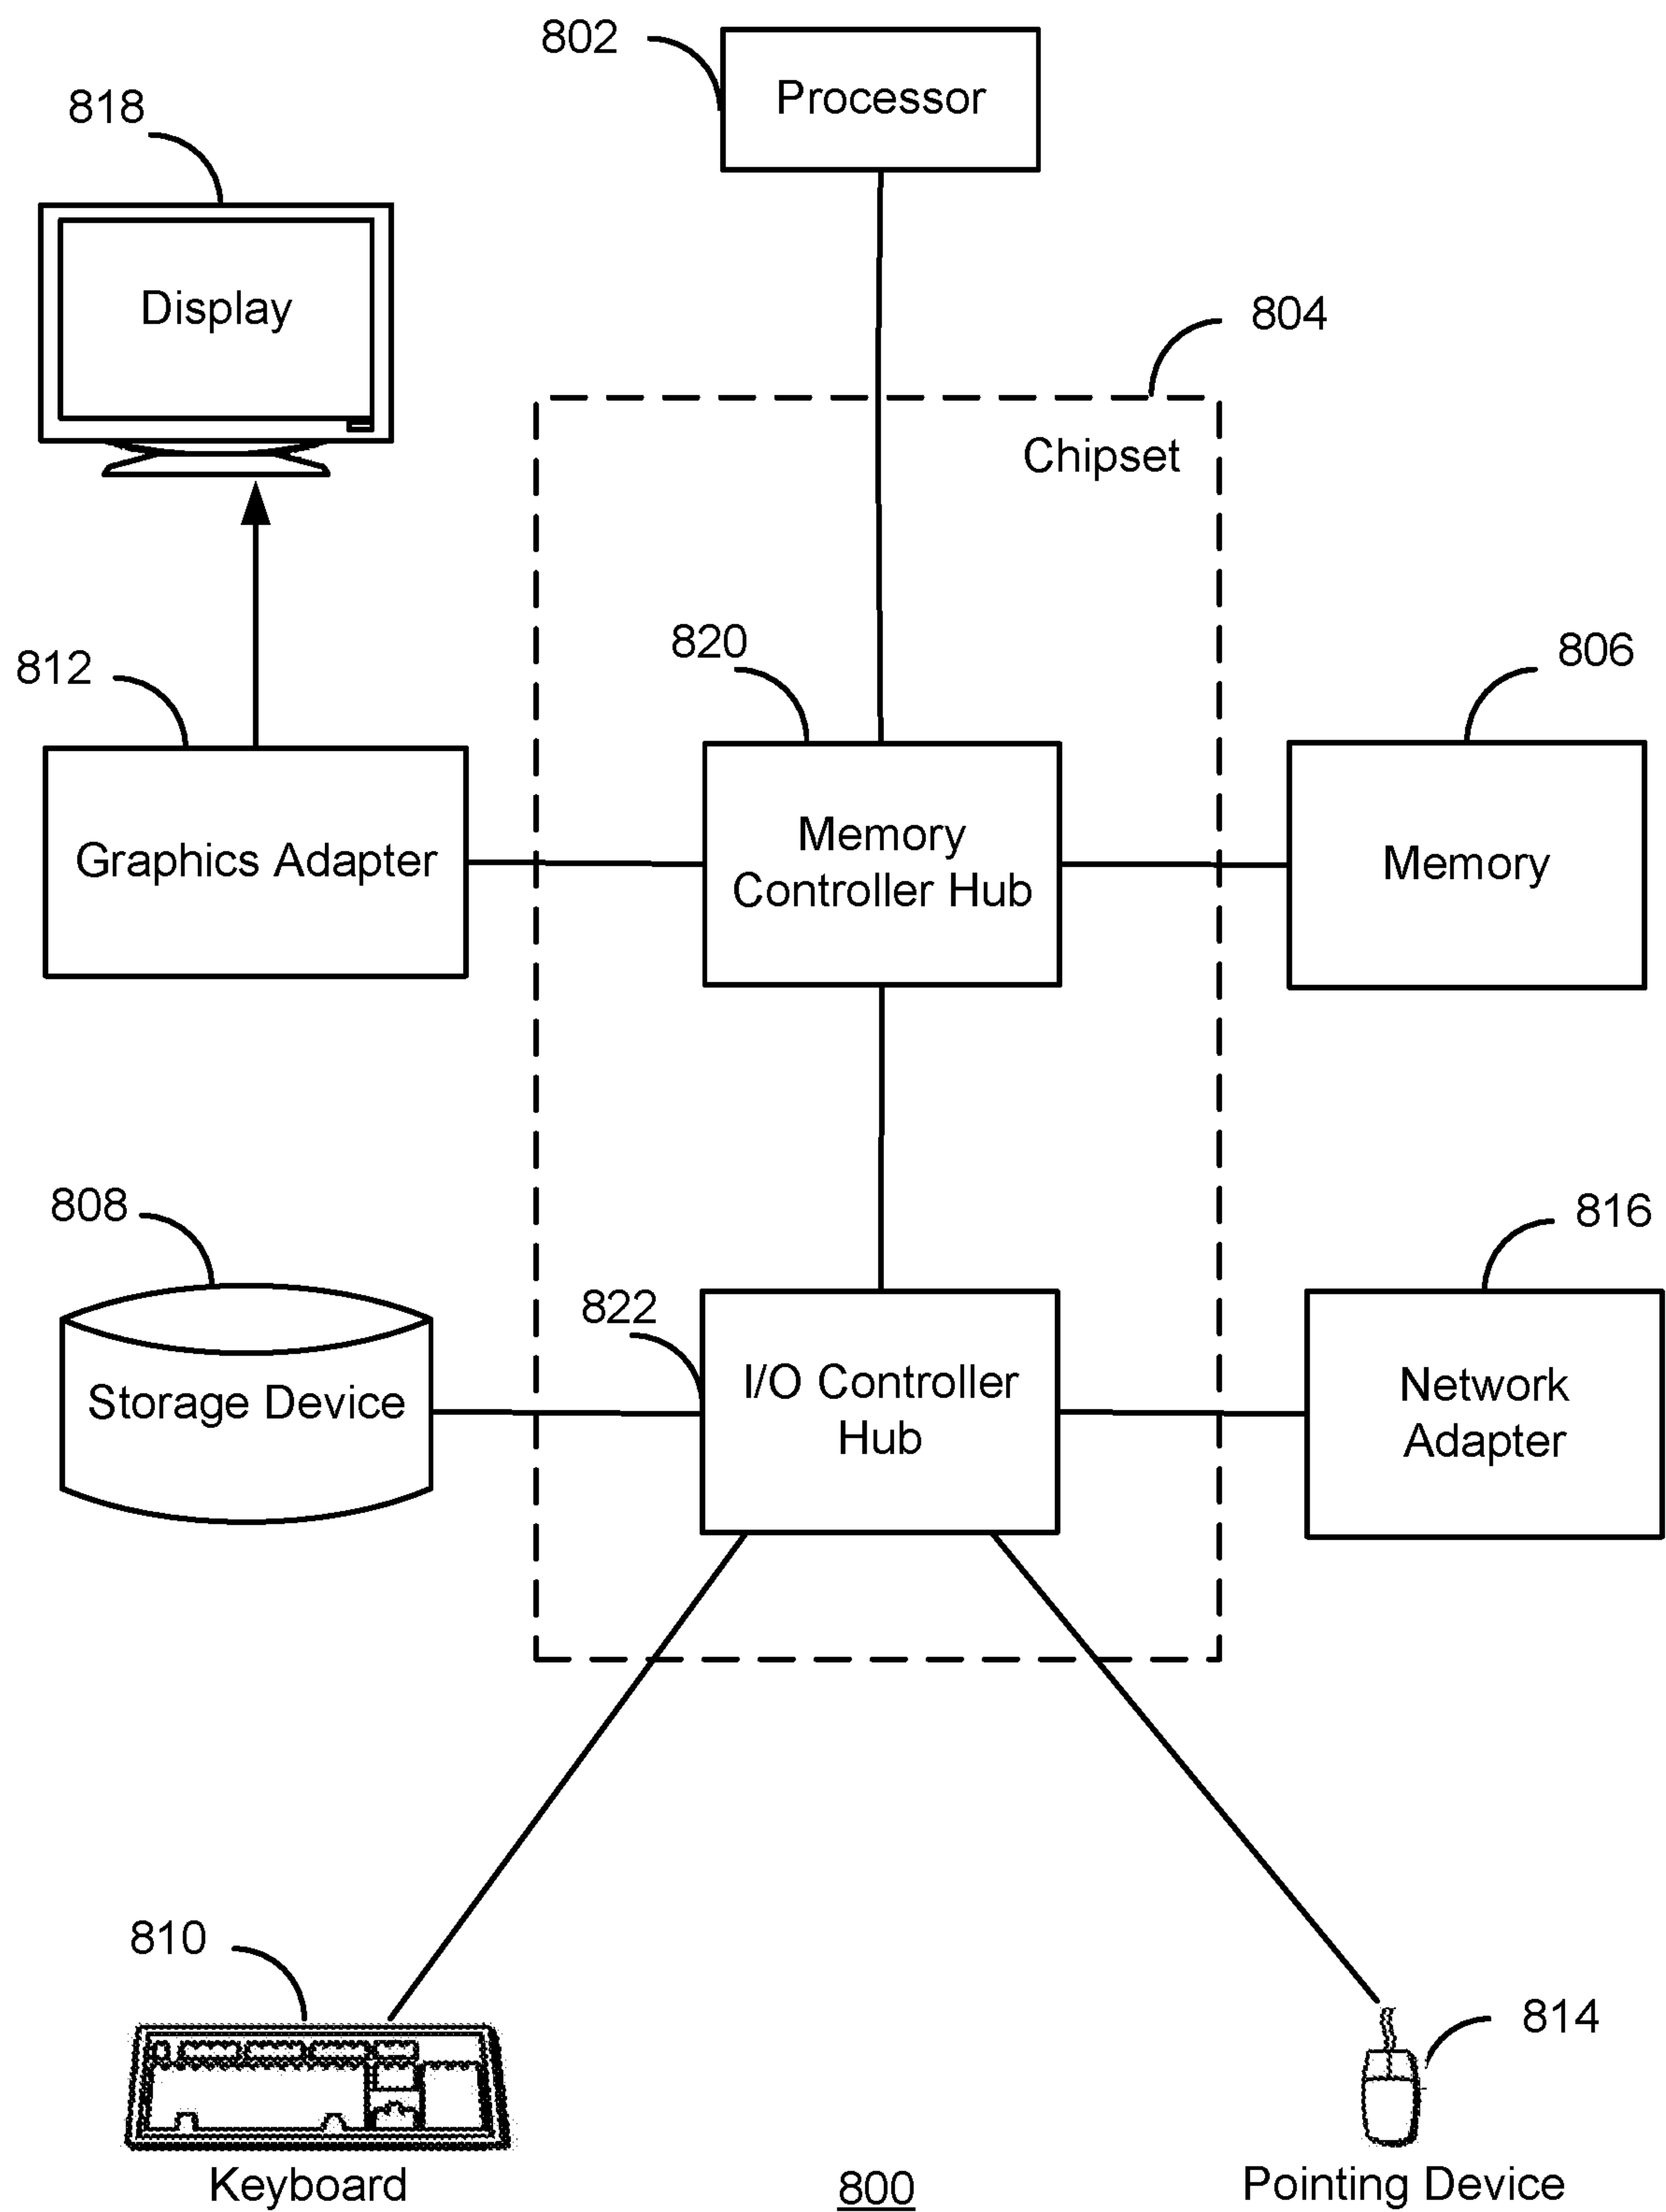 802
Processor
818
Display
804
Chipset
812
820
806
Graphics Adapter
Memory
Controller Hub
Memory
808
822
816
Storage Device
I/O Controller
Hub
Network
Adapter
810
814
Keyboard
800
Pointing Device